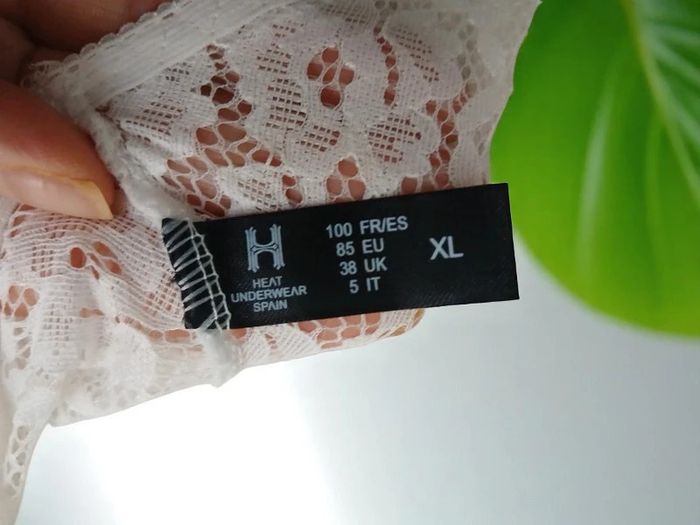 H
HEAT
UNDERWEAR
SPAIN
100 FR/ES
85 EU
38 UK
5 IT
XL